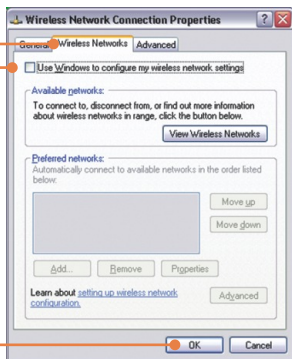 Wireless Network Connection Properties
General Wireless Networks Advanced
Use Windows to configure my wireless network settings
Available networks:
To connect to, disconnect from, or find out more information
about wireless networks in range, click the button below.
View Wireless Networks
Preferred networks:
Automatically connect to available networks in the order listed
below:
Move up
Move down
Add... Remove Properties
Learn about setting up wireless network
configuration.
Advanced
OK Cancel